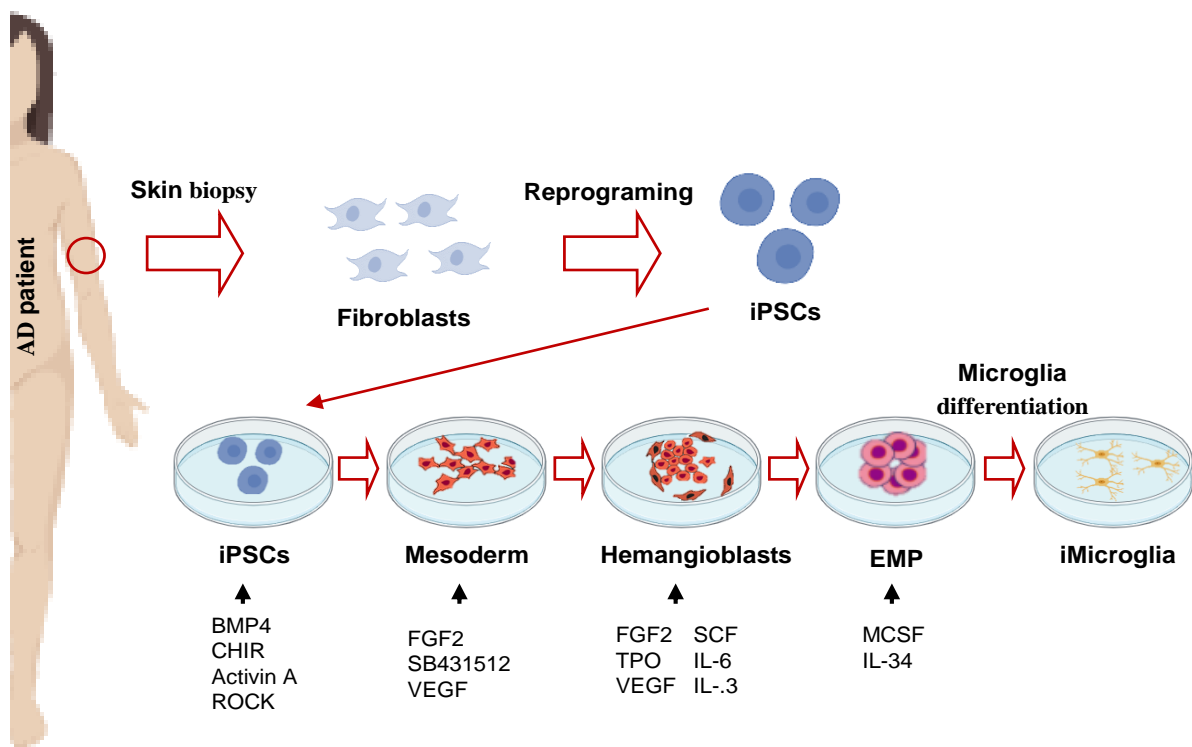 Skin biopsy
Reprograming
AD patient
Fibroblasts
iPSCs
Microglia
differentiation
iPSCs
Mesoderm
Hemangioblasts
EMP
iMicroglia
BMP4
CHIR
Activin A
ROCK
FGF2
SB431512
VEGF
FGF2 SCF
TPO IL-6
VEGF IL-.3
MCSF
IL-34